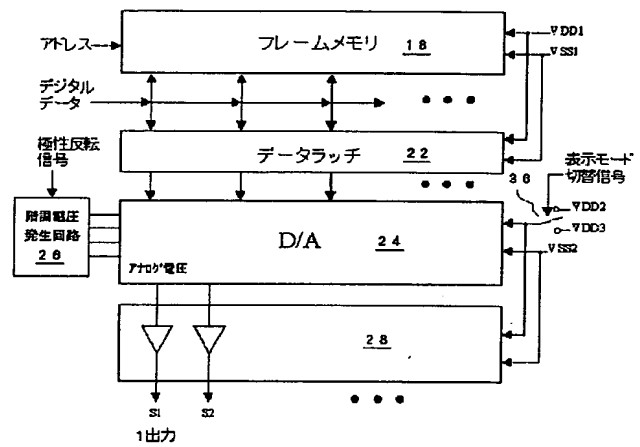 アドレス
フレームメモリ 18
VDD1
VSS1
デジタル
データ
極性反転
信号
データラッチ 22
表示モード
切替信号
36
VDD2
VDD3
VSS2
階調電圧
発生回路
26
D/A 24
アナログ電圧
28
S1 S2
1出力